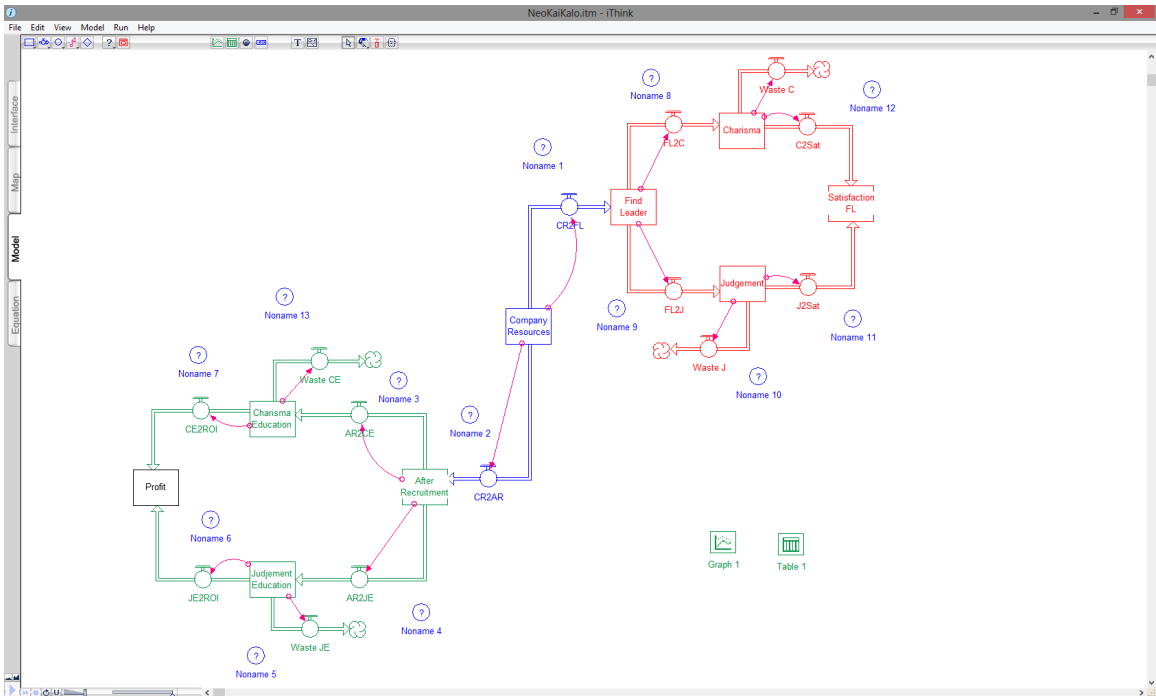 NeoKaiKalo.itm - iThink
File Edit View Model Run Help
Interface
Map
Model
Equation
T
?
?
Noname 8
Waste C
?
Noname 12
FL2C
Charisma
C2Sat
?
Noname 1
Find
Leader
Satisfaction
FL
CR2FL
FL2J
Judgement
J2Sat
?
Noname 9
?
Noname 11
Waste J
?
Noname 10
Company
Resources
?
Noname 13
?
Noname 7
Waste CE
?
Noname 3
CE2ROI
Charisma
Education
AR2CE
?
Noname 2
Profit
After
Recruitment
CR2AR
?
Noname 6
JE2ROI
Judjement
Education
AR2JE
?
Noname 4
Waste JE
?
Noname 5
Graph 1
Table 1